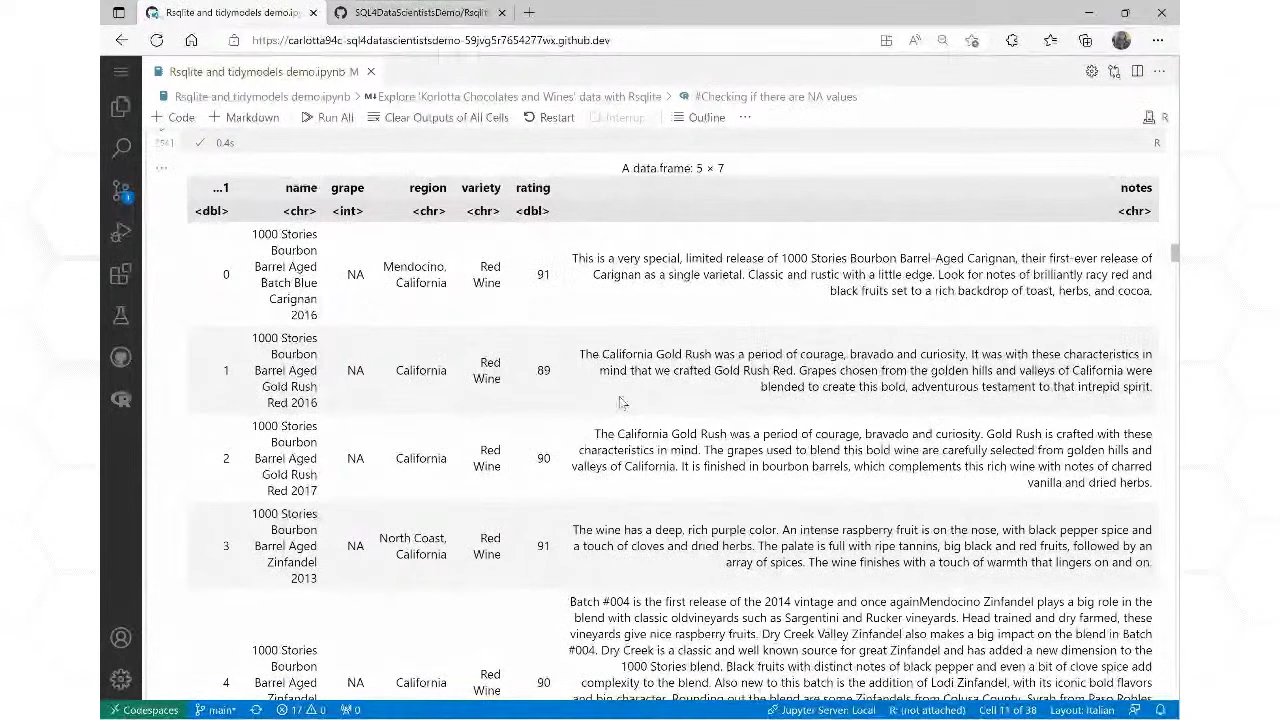 Rsqlite and tidymodels demo.ip
SQL4DataScientistsDemo/Rsqlit
https://carlotta94c-sql4datascientistsdemo-59jvg5r7654277wx.github.dev
Rsqlite and tidymodels demo.ipynb M
Rsqlite and tidymodels demo.ipynb > M↓Explore 'Korlotta Chocolates and Wines' data with Rsqlite > #Checking if there are NA values
+ Code + Markdown Run All Clear Outputs of All Cells Restart Interrup Outline ··· R
[54] ✓ 0.4s R
A data frame: 5 × 7
...1 name grape region variety rating notes
<dbl> <chr> <int> <chr> <chr> <dbl> <chr>
1000 Stories
Bourbon
Barrel Aged
Batch Blue
Carignan
2016
0 NA Mendocino,
California
Red
Wine
91
This is a very special, limited release of 1000 Stories Bourbon Barrel-Aged Carignan, their first-ever release of
Carignan as a single varietal. Classic and rustic with a little edge. Look for notes of brilliantly racy red and
black fruits set to a rich backdrop of toast, herbs, and cocoa.
1000 Stories
Bourbon
Barrel Aged
Gold Rush
Red 2016
1 NA California
Red
Wine
89
The California Gold Rush was a period of courage, bravado and curiosity. It was with these characteristics in
mind that we crafted Gold Rush Red. Grapes chosen from the golden hills and valleys of California were
blended to create this bold, adventurous testament to that intrepid spirit.
1000 Stories
Bourbon
Barrel Aged
Gold Rush
Red 2017
2 NA California
Red
Wine
90
The California Gold Rush was a period of courage, bravado and curiosity. Gold Rush is crafted with these
characteristics in mind. The grapes used to blend this bold wine are carefully selected from golden hills and
valleys of California. It is finished in bourbon barrels, which complements this rich wine with notes of charred
vanilla and dried herbs.
1000 Stories
Bourbon
Barrel Aged
Zinfandel
2013
3 NA North Coast,
California
Red
Wine
91
The wine has a deep, rich purple color. An intense raspberry fruit is on the nose, with black pepper spice and
a touch of cloves and dried herbs. The palate is full with ripe tannins, big black and red fruits, followed by an
array of spices. The wine finishes with a touch of warmth that lingers on and on.
1000 Stories
Bourbon
Barrel Aged
Zinfandel
4 NA California
Red
Wine
90
Batch #004 is the first release of the 2014 vintage and once againMendocino Zinfandel plays a big role in the
blend with classic oldvineyards such as Sargentini and Rucker vineyards. Head trained and dry farmed, these
vineyards give nice raspberry fruits. Dry Creek Valley Zinfandel also makes a big impact on the blend in Batch
#004. Dry Creek is a classic and well known source for great Zinfandel and has added a new dimension to the
1000 Stories blend. Black fruits with distinct notes of black pepper and even a bit of clove spice add
complexity to the blend. Also new to this batch is the addition of Lodi Zinfandel, with its iconic bold flavors
and big character. Rounding out the blend are some Zinfandels from Colusa County, Syrah from Paso Robles
Codespaces main* 17 0 0 Jupyter Server: Local R: (not attached) Cell 11 of 38 Layout: Italian